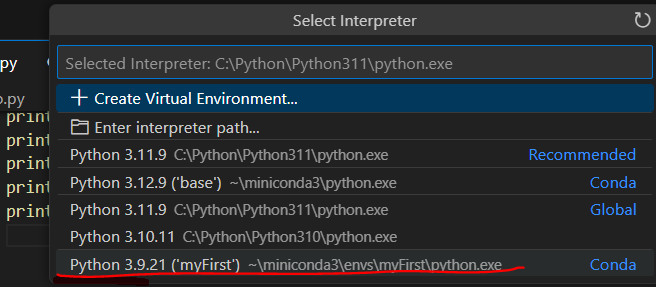 Select Interpreter
.py
Selected Interpreter: C:\Python\Python311\python.exe
+ Create Virtual Environment...
.py
Enter interpreter path...
print
Python 3.11.9 C:\Python\Python311\python.exe Recommended
print
Python 3.12.9 ('base') ~\miniconda3\python.exe Conda
print
Python 3.11.9 C:\Python\Python311\python.exe Global
print
Python 3.10.11 C:\Python\Python310\python.exe
Python 3.9.21 ('myFirst') ~\miniconda3\envs\myFirst\python.exe Conda